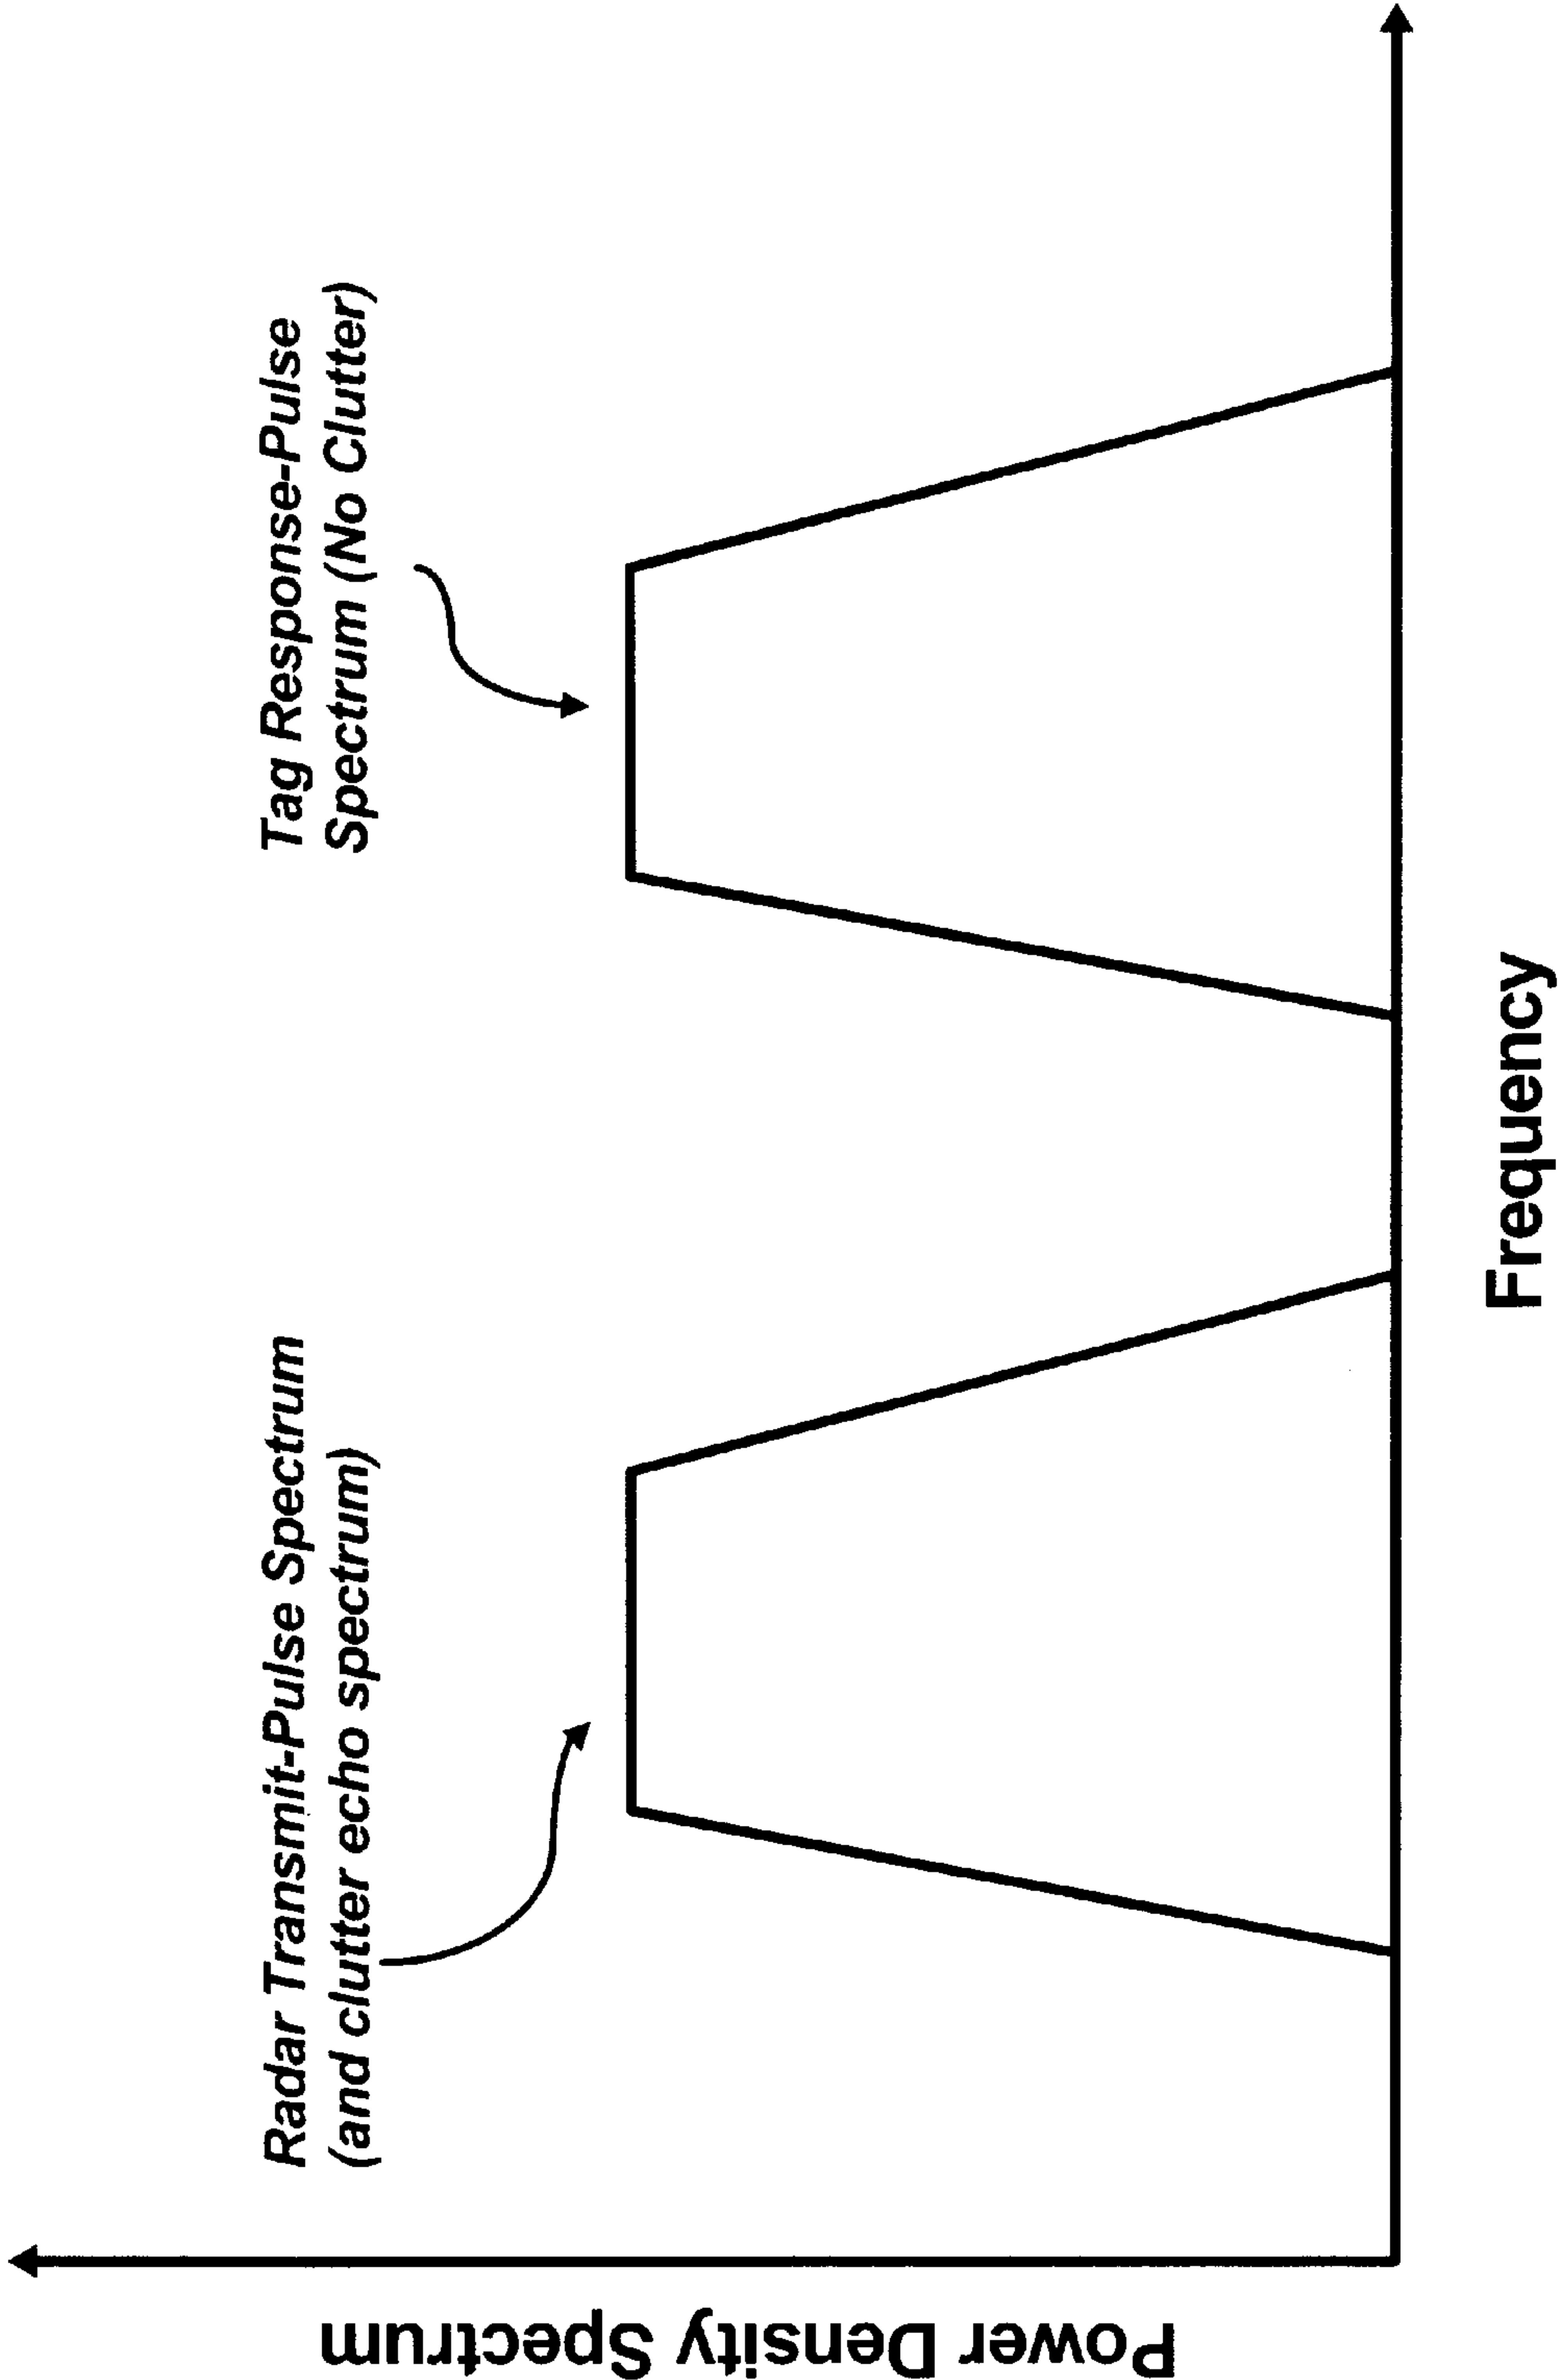 Radar Transmit-Pulse Spectrum
(and clutter echo spectrum)
Tag Response-Pulse
Spectrum (No Clutter)
Power Density Spectrum
Frequency